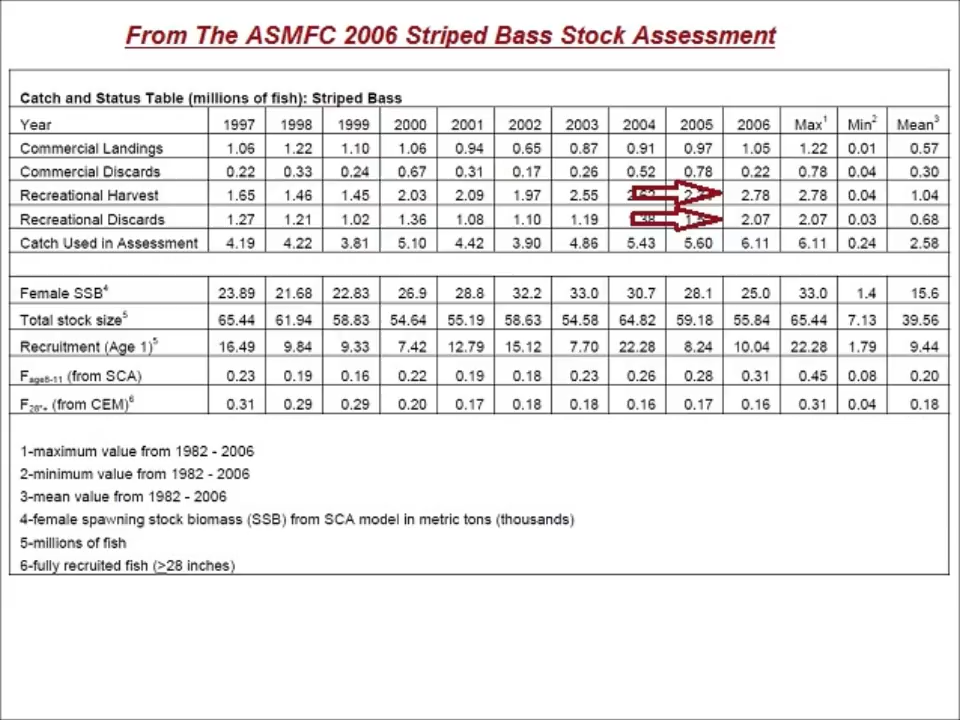 From The ASMFC 2006 Striped Bass Stock Assessment
Catch and Status Table (millions of fish): Striped Bass
Year 1997 1998 1999 2000 2001 2002 2003 2004 2005 2006 Max1 Min2 Mean3
Commercial Landings 1.06 1.22 1.10 1.06 0.94 0.65 0.87 0.91 0.97 1.05 1.22 0.01 0.57
Commercial Discards 0.22 0.33 0.24 0.67 0.31 0.17 0.26 0.52 0.78 0.22 0.78 0.04 0.30
Recreational Harvest 1.65 1.46 1.45 2.03 2.09 1.97 2.55 2.78 2.78 0.04 1.04
Recreational Discards 1.27 1.21 1.02 1.36 1.08 1.10 1.19 2.07 2.07 0.03 0.68
Catch Used in Assessment 4.19 4.22 3.81 5.10 4.42 3.90 4.86 5.43 5.60 6.11 6.11 0.24 2.58
Female SSB4 23.89 21.68 22.83 26.9 28.8 32.2 33.0 30.7 28.1 25.0 33.0 1.4 15.6
Total stock size5 65.44 61.94 58.83 54.64 55.19 58.63 54.58 64.82 59.18 55.84 65.44 7.13 39.56
Recruitment (Age 1)5 16.49 9.84 9.33 7.42 12.79 15.12 7.70 22.28 8.24 10.04 22.28 1.79 9.44
Fage8-11 (from SCA) 0.23 0.19 0.16 0.22 0.19 0.18 0.23 0.26 0.28 0.31 0.45 0.08 0.20
F28"+ (from CEM)6 0.31 0.29 0.29 0.20 0.17 0.18 0.18 0.16 0.17 0.16 0.31 0.04 0.18
1-maximum value from 1982 - 2006
2-minimum value from 1982 - 2006
3-mean value from 1982 - 2006
4-female spawning stock biomass (SSB) from SCA model in metric tons (thousands)
5-millions of fish
6-fully recruited fish (>28 inches)